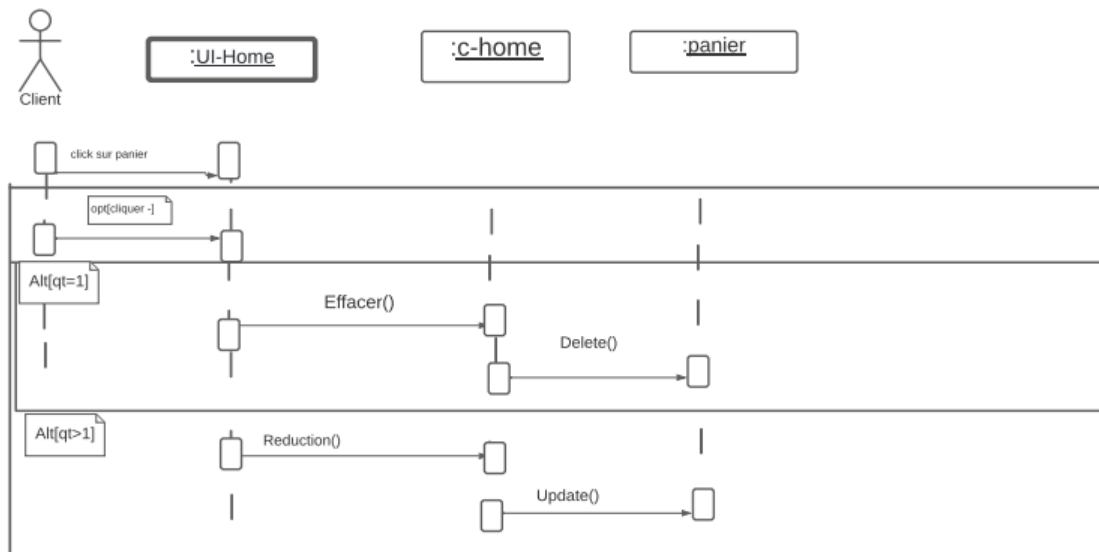 :UI-Home
:c-home
:panier
Client
click sur panier
opt[cliquer -]
Alt[qt=1]
Effacer()
Delete()
Alt[qt>1]
Reduction()
Update()